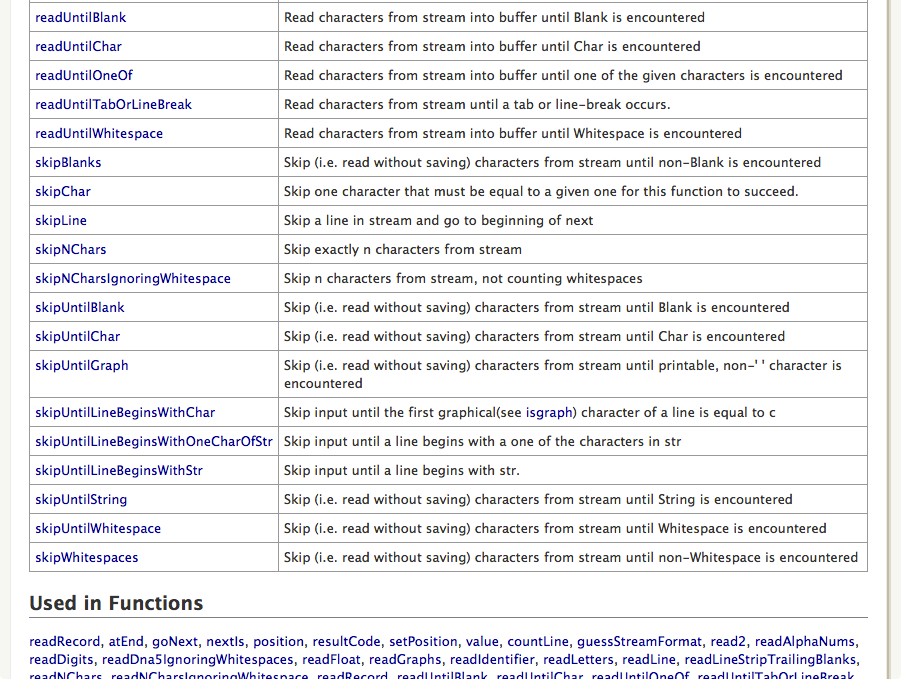 readUntilBlank Read characters from stream into buffer until Blank is encountered
readUntilChar Read characters from stream into buffer until Char is encountered
readUntilOneOf Read characters from stream into buffer until one of the given characters is encountered
readUntilTabOrLineBreak Read characters from stream until a tab or line-break occurs.
readUntilWhitespace Read characters from stream into buffer until Whitespace is encountered
skipBlanks Skip (i.e. read without saving) characters from stream until non-Blank is encountered
skipChar Skip one character that must be equal to a given one for this function to succeed.
skipLine Skip a line in stream and go to beginning of next
skipNChars Skip exactly n characters from stream
skipNCharsIgnoringWhitespace Skip n characters from stream, not counting whitespaces
skipUntilBlank Skip (i.e. read without saving) characters from stream until Blank is encountered
skipUntilChar Skip (i.e. read without saving) characters from stream until Char is encountered
skipUntilGraph Skip (i.e. read without saving) characters from stream until printable, non-' ' character is
encountered
skipUntilLineBeginsWithChar Skip input until the first graphical(see isgraph) character of a line is equal to c
skipUntilLineBeginsWithOneCharOfStr Skip input until a line begins with a one of the characters in str
skipUntilLineBeginsWithStr Skip input until a line begins with str.
skipUntilString Skip (i.e. read without saving) characters from stream until String is encountered
skipUntilWhitespace Skip (i.e. read without saving) characters from stream until Whitespace is encountered
skipWhitespaces Skip (i.e. read without saving) characters from stream until non-Whitespace is encountered
Used in Functions
readRecord, atEnd, goNext, nextIs, position, resultCode, setPosition, value, countLine, guessStreamFormat, read2, readAlphaNums,
readDigits, readDna5IgnoringWhitespaces, readFloat, readGraphs, readIdentifier, readLetters, readLine, readLineStripTrailingBlanks,
readNChars, readNCharsIgnoringWhitespace, readRecord, readUntilBlank, readUntilChar, readUntilOneOf, readUntilTabOrLineBreak,